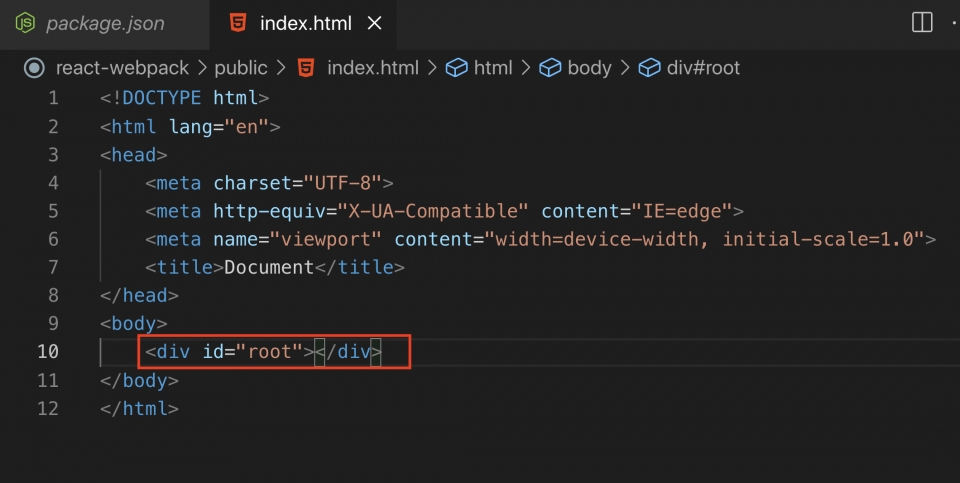 package.json index.html
react-webpack > public > index.html > html > body > div#root
1 <!DOCTYPE html>
2 <html lang="en">
3 <head>
4     <meta charset="UTF-8">
5     <meta http-equiv="X-UA-Compatible" content="IE=edge">
6     <meta name="viewport" content="width=device-width, initial-scale=1.0">
7     <title>Document</title>
8 </head>
9 <body>
10     <div id="root"></div>
11 </body>
12 </html>